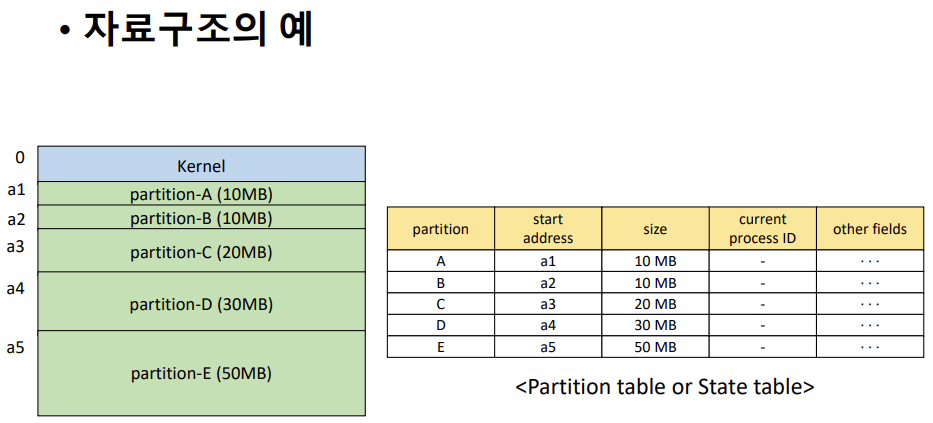 • 자료구조의 예
0
Kernel
a1
partition-A (10MB)
a2
partition-B (10MB)
a3
partition-C (20MB)
a4
partition-D (30MB)
a5
partition-E (50MB)
partition start address size current process ID other fields
A a1 10 MB - ...
B a2 10 MB - ...
C a3 20 MB - ...
D a4 30 MB - ...
E a5 50 MB - ...
<Partition table or State table>